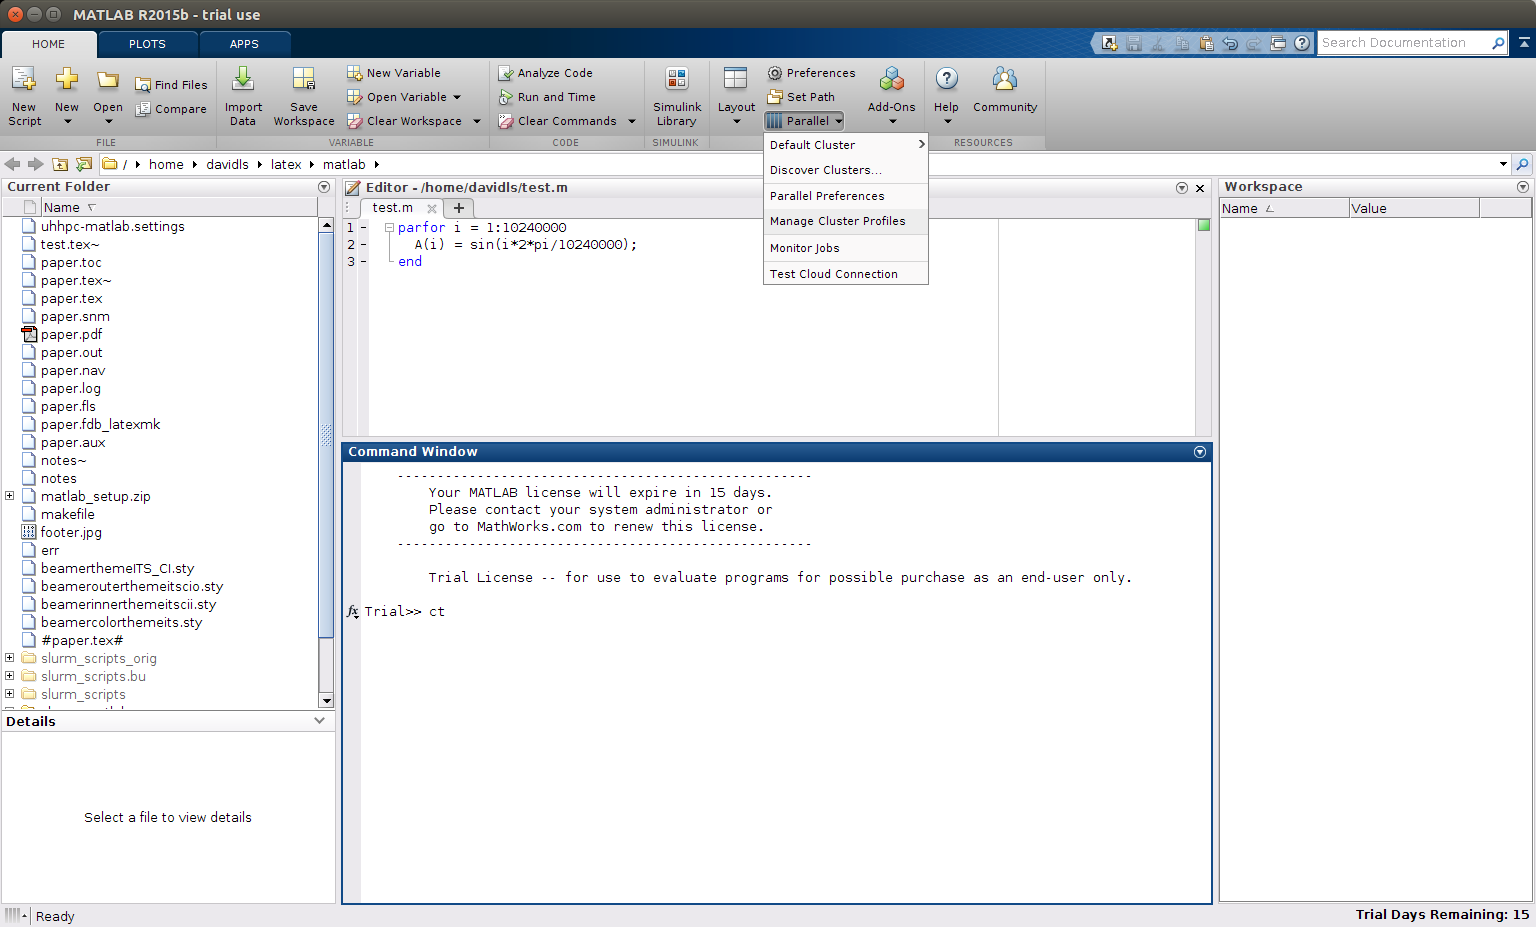 MATLAB R2015b - trial use
HOME PLOTS APPS
Search Documentation
New Script
New
Open
Find Files
Compare
FILE
Import Data
Save Workspace
New Variable
Open Variable
Clear Workspace
VARIABLE
Analyze Code
Run and Time
Clear Commands
CODE
Simulink Library
SIMULINK
Layout
Preferences
Set Path
Parallel
Add-Ons
Help
Community
RESOURCES
Default Cluster
Discover Clusters...
Parallel Preferences
Manage Cluster Profiles
Monitor Jobs
Test Cloud Connection
/ home davidls latex matlab
Current Folder
Name
uhhpc-matlab.settings
test.tex~
paper.toc
paper.tex~
paper.tex
paper.snm
paper.pdf
paper.out
paper.nav
paper.log
paper.fls
paper.fdb_latexmk
paper.aux
notes~
notes
matlab_setup.zip
makefile
footer.jpg
err
beamerthemeITS_CI.sty
beamerouterthemeitscio.sty
beamerinnerthemeitscii.sty
beamercolorthemeits.sty
#paper.tex#
slurm_scripts_orig
slurm_scripts.bu
slurm_scripts
Details
Select a file to view details
Editor - /home/davidls/test.m
test.m
1 - parfor i = 1:10240000
2 - A(i) = sin(i*2*pi/10240000);
3 - end
Command Window
----------------------------------------------------
Your MATLAB license will expire in 15 days.
Please contact your system administrator or
go to MathWorks.com to renew this license.
----------------------------------------------------
Trial License -- for use to evaluate programs for possible purchase as an end-user only.
fx Trial>> ct
Workspace
Name Value
Ready
Trial Days Remaining: 15